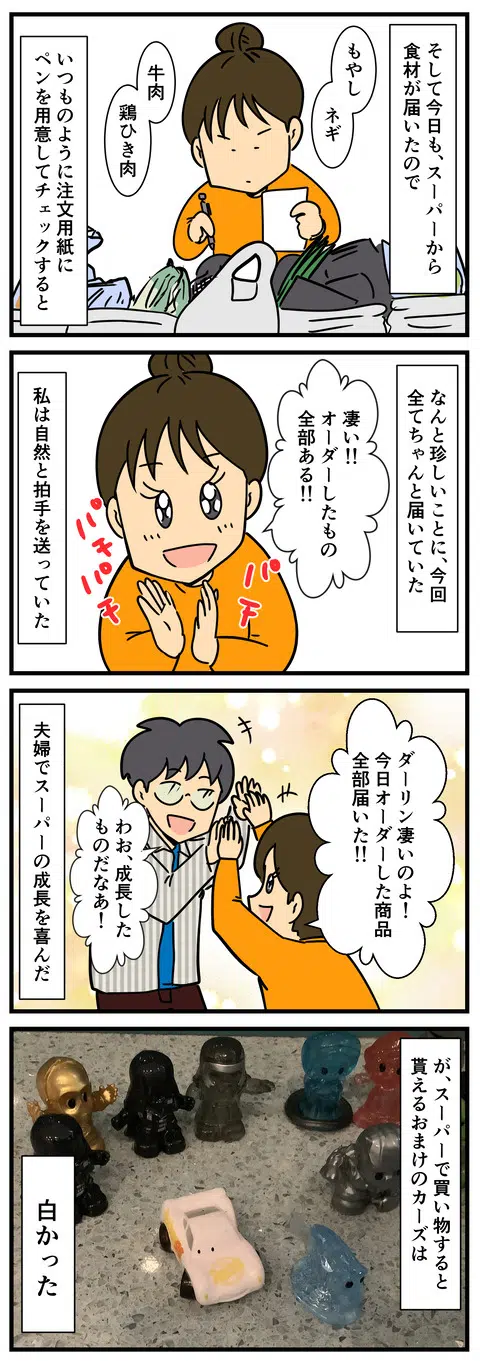 そして今日も、スーパーから
食材が届いたので
もやし
ネギ
牛肉
鶏ひき肉
いつものように注文用紙に
ペンを用意してチェックすると
なんと珍しいことに、今回
全てちゃんと届いていた
凄い!!
オーダーしたもの
全部ある!!
パチパチ
パチ
私は自然と拍手を送っていた
ダーリン凄いのよ!
今日オーダーした商品
全部届いた!!
わお、成長した
ものだなあ!
夫婦でスーパーの成長を喜んだ
が、スーパーで買い物すると
貰えるおまけのカーズは
白かった